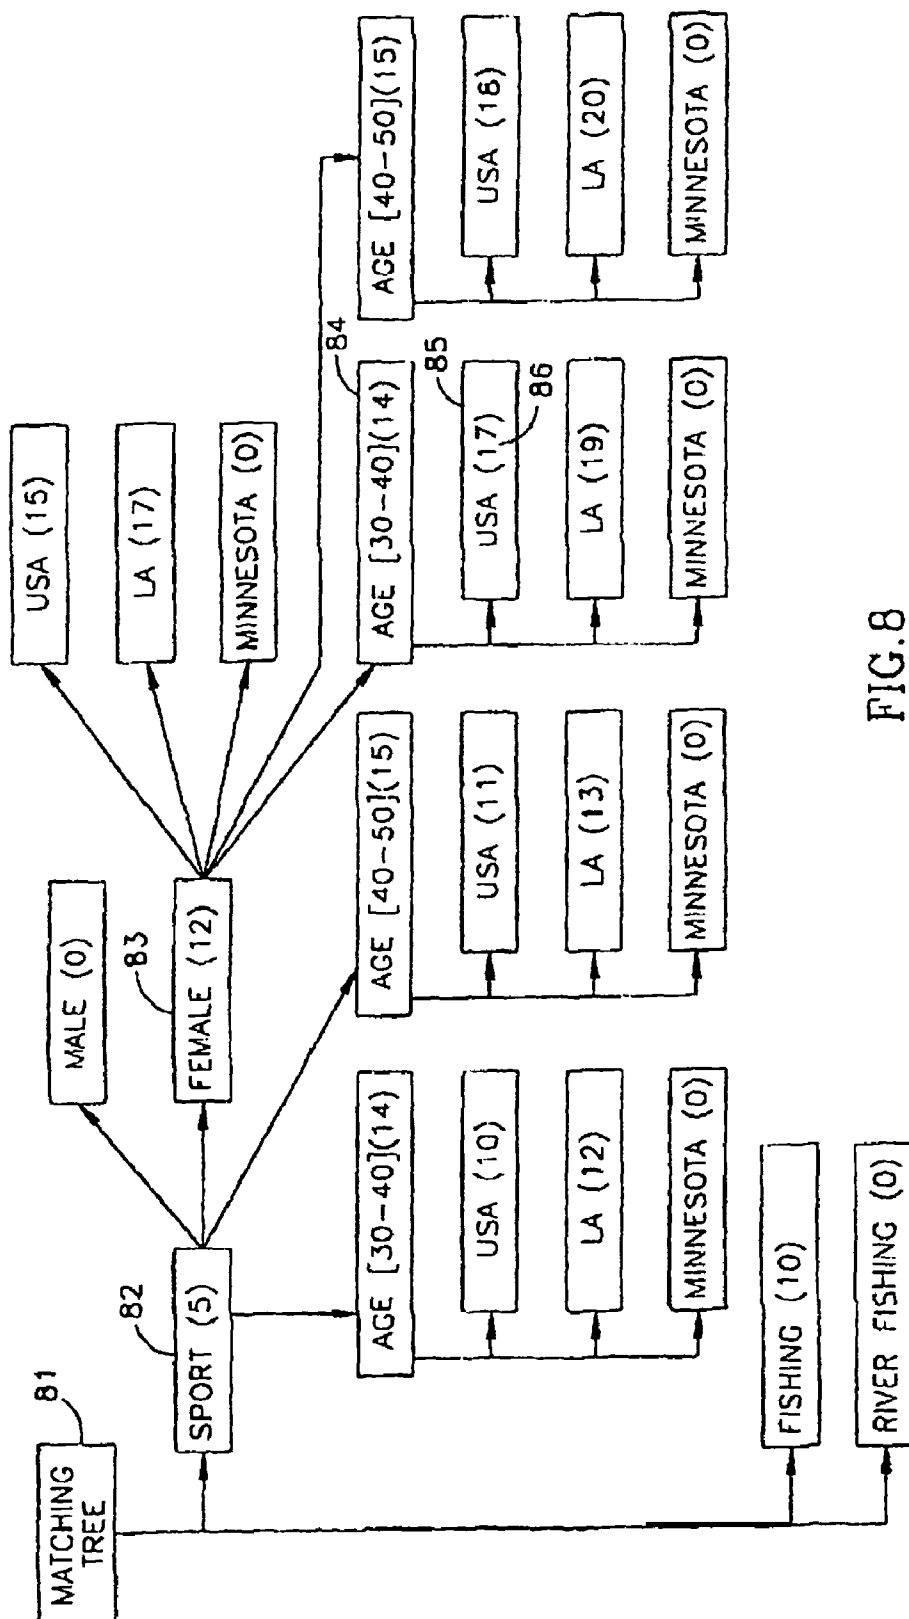 MATCHING
TREE
81
SPORT (5)
82
MALE (0)
FEMALE (12)
83
USA (15)
LA (17)
MINNESOTA (0)
AGE [30-40](14)
USA (10)
LA (12)
MINNESOTA (0)
AGE [40-50](15)
USA (11)
LA (13)
MINNESOTA (0)
AGE [30-40](14)
84
USA (17)
85
86
LA (19)
MINNESOTA (0)
AGE [40-50](15)
USA (18)
LA (20)
MINNESOTA (0)
FISHING (10)
RIVER FISHING (0)
FIG.8